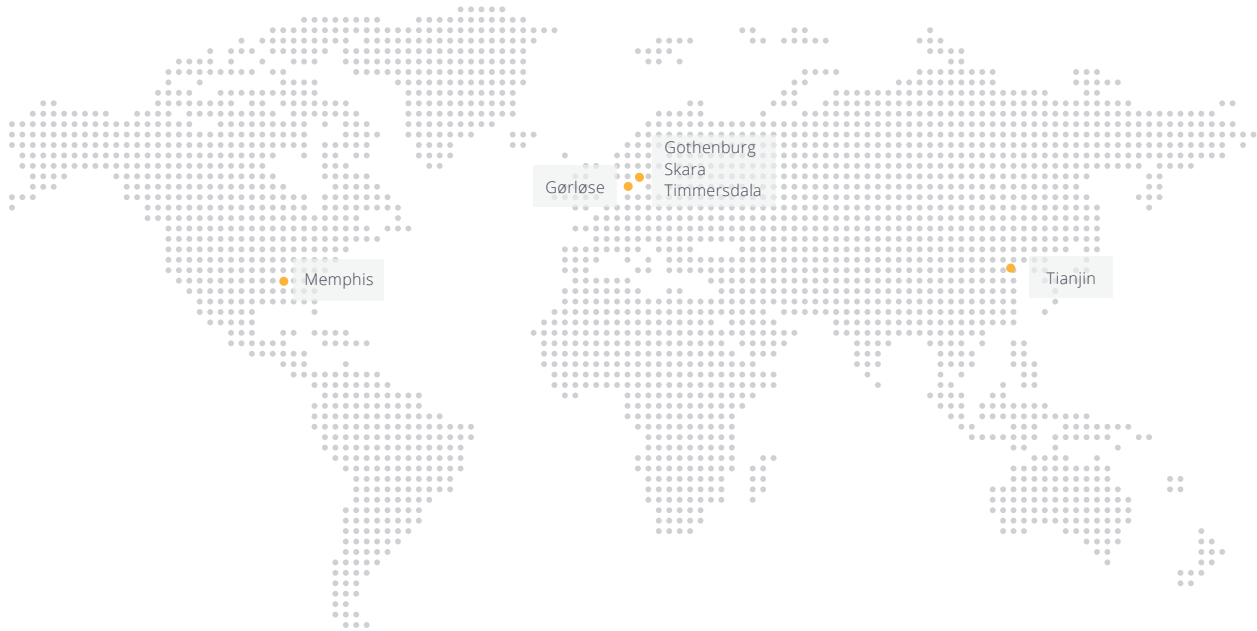 Gothenburg
Skara
Timmersdala
Gørløse
Memphis
Tianjin